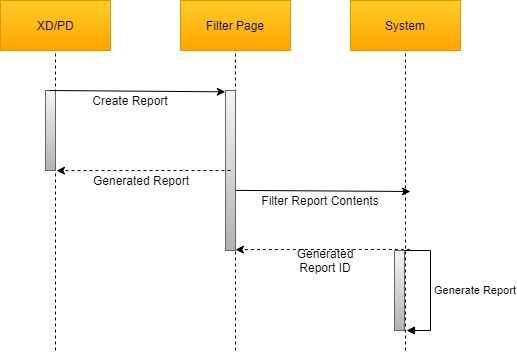 XD/PD
Filter Page
System
Create Report
Generated Report
Filter Report Contents
Generated
Report ID
Generate Report